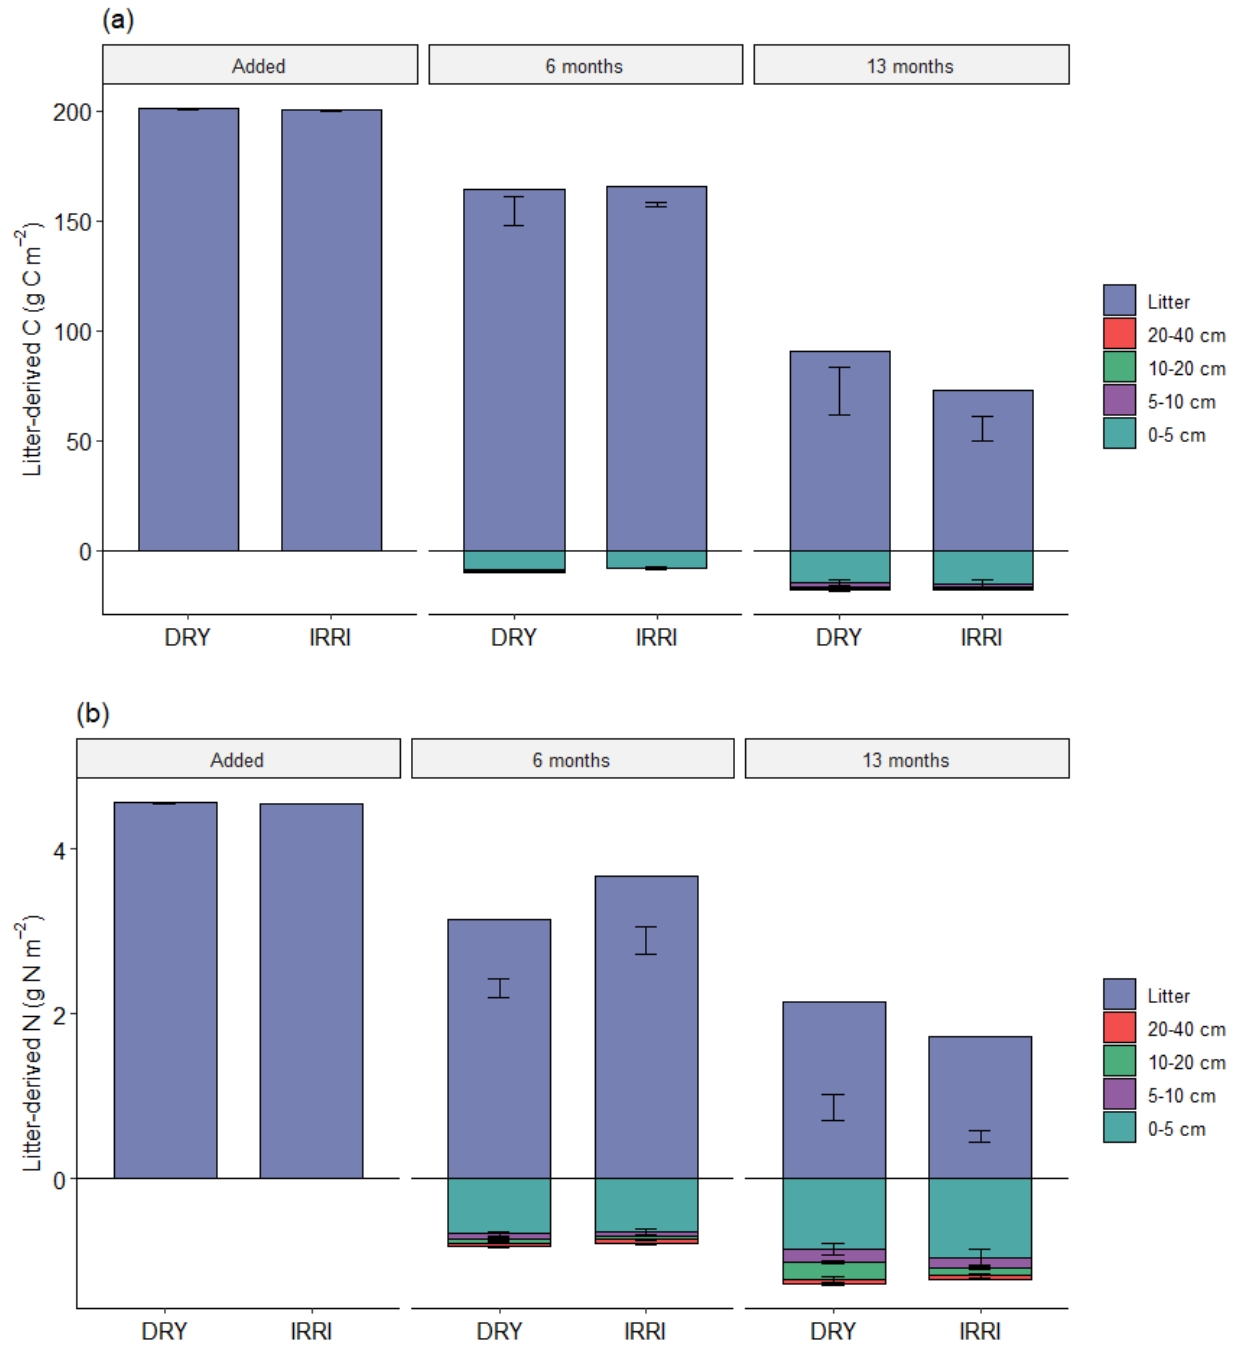 (a)
Added
6 months
13 months
Litter-derived C (g C m⁻²)
200
150
100
50
0
DRY
IRRI
DRY
IRRI
DRY
IRRI
Litter
20-40 cm
10-20 cm
5-10 cm
0-5 cm
(b)
Added
6 months
13 months
Litter-derived N (g N m⁻²)
4
2
0
DRY
IRRI
DRY
IRRI
DRY
IRRI
Litter
20-40 cm
10-20 cm
5-10 cm
0-5 cm